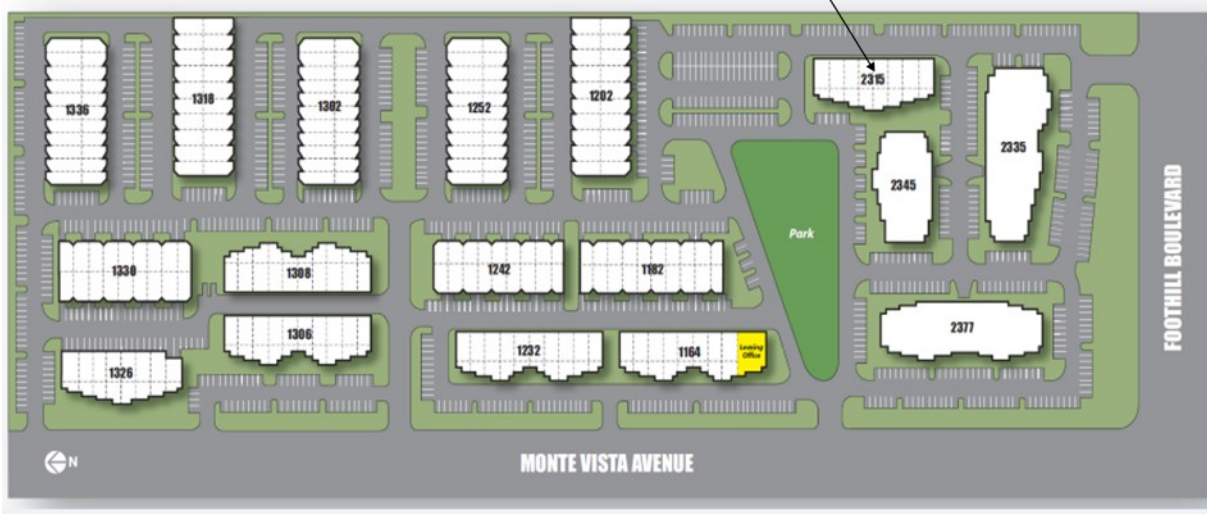 1336
1318
1302
1252
1202
2315
2335
2345
Park
FOOTHILL BOULEVARD
1330
1308
1242
1182
2377
1306
1232
1164
Leasing
Office
1326
N
MONTE VISTA AVENUE